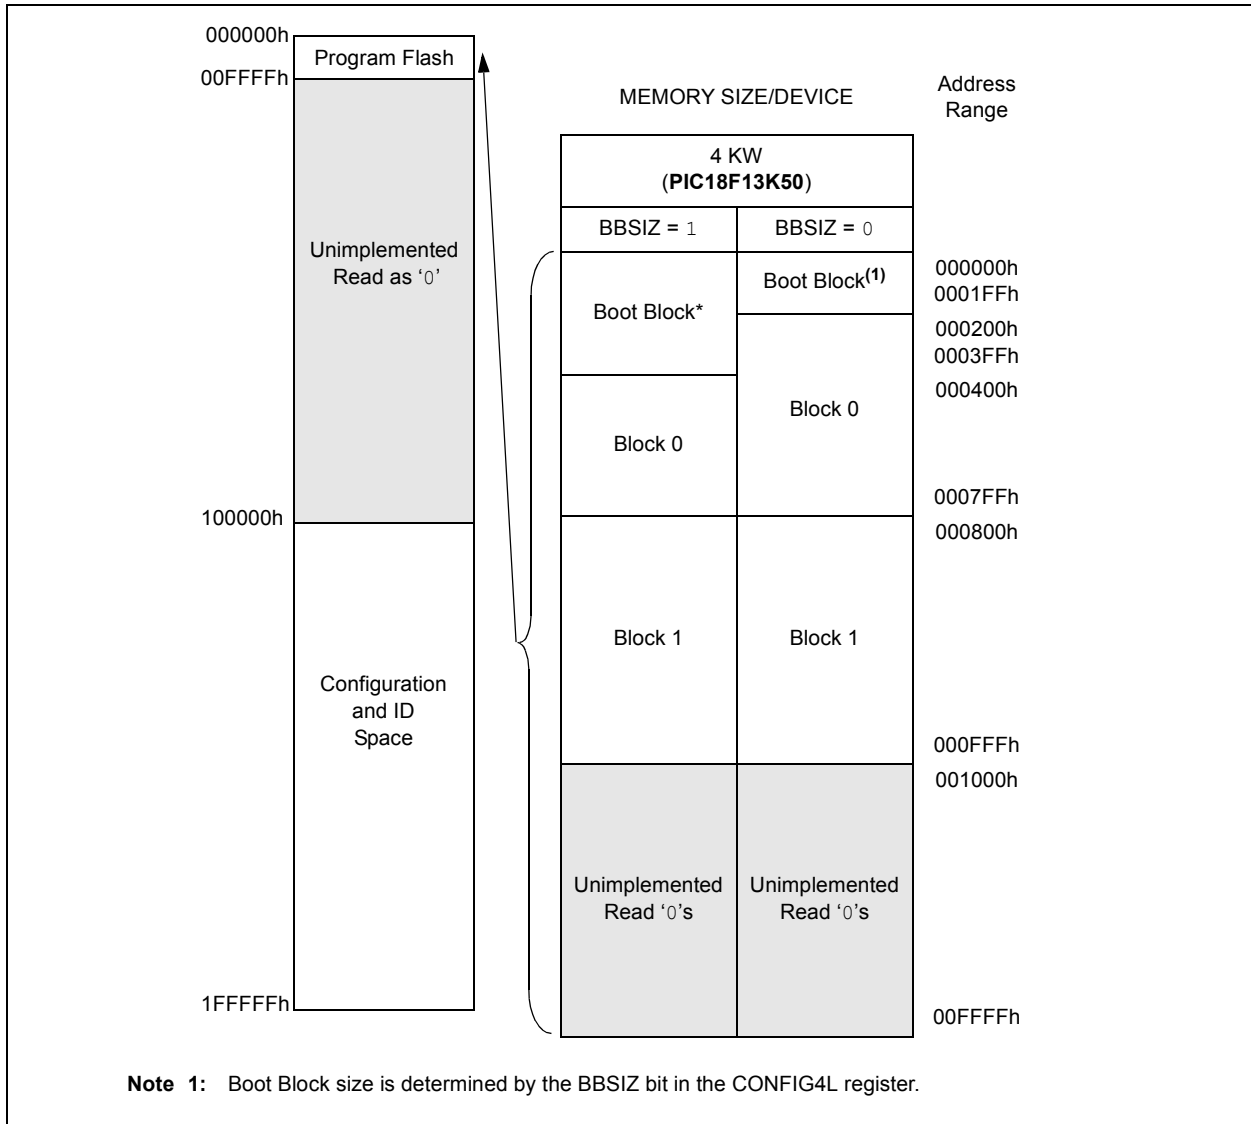 000000h
Program Flash
00FFFFh
Unimplemented
Read as ‘0’
100000h
Configuration
and ID
Space
1FFFFFh
MEMORY SIZE/DEVICE
Address
Range
4 KW
(PIC18F13K50)
BBSIZ = 1
BBSIZ = 0
Boot Block*
Boot Block(1)
Block 0
Block 0
Block 1
Block 1
Unimplemented
Read ‘0’s
Unimplemented
Read ‘0’s
000000h
0001FFh
000200h
0003FFh
000400h
0007FFh
000800h
000FFFh
001000h
00FFFFh
Note 1: Boot Block size is determined by the BBSIZ bit in the CONFIG4L register.